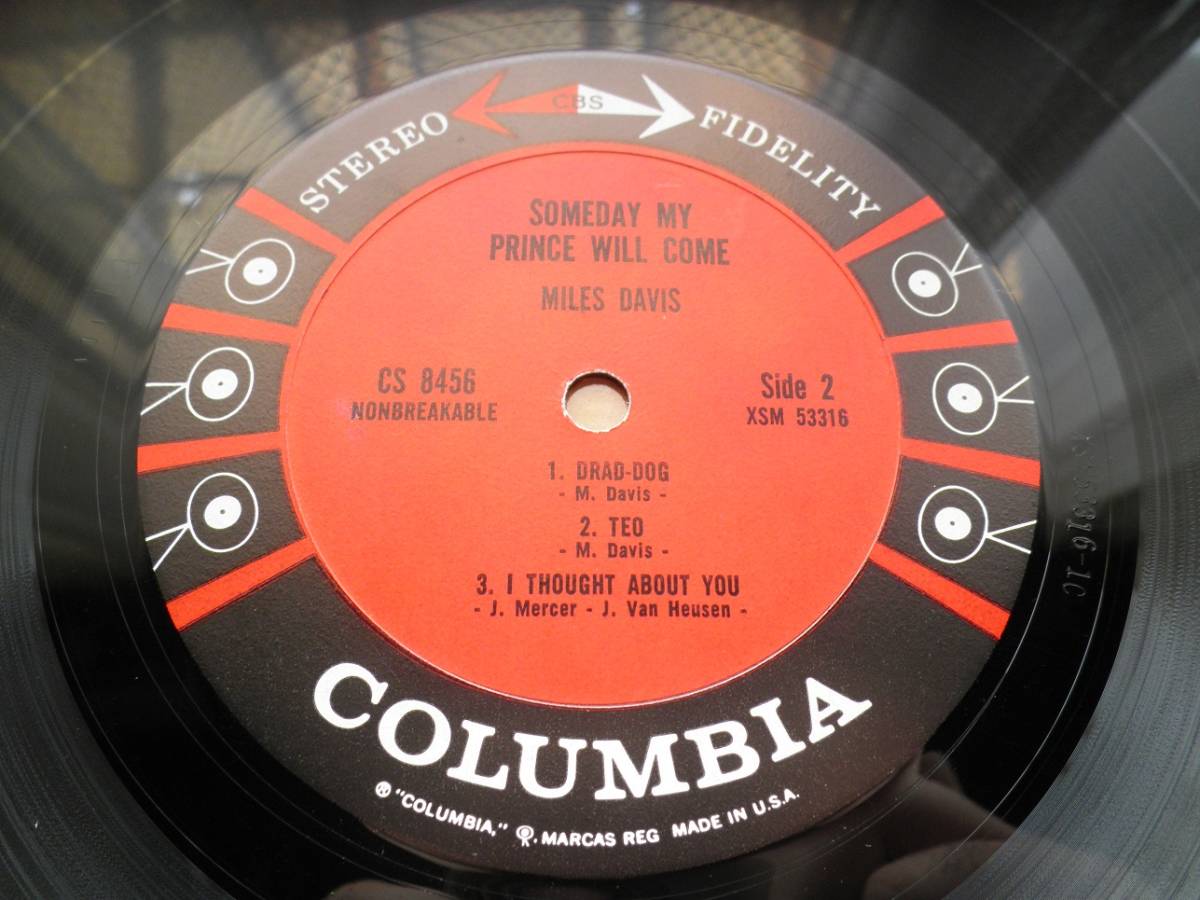 STEREO CBS FIDELITY
SOMEDAY MY
PRINCE WILL COME
MILES DAVIS
CS 8456
NONBREAKABLE
Side 2
XSM 53316
1. DRAD-DOG
- M. Davis -
2. TEO
- M. Davis -
3. I THOUGHT ABOUT YOU
- J. Mercer - J. Van Heusen -
COLUMBIA
® "COLUMBIA," ®. MARCAS REG MADE IN U.S.A.